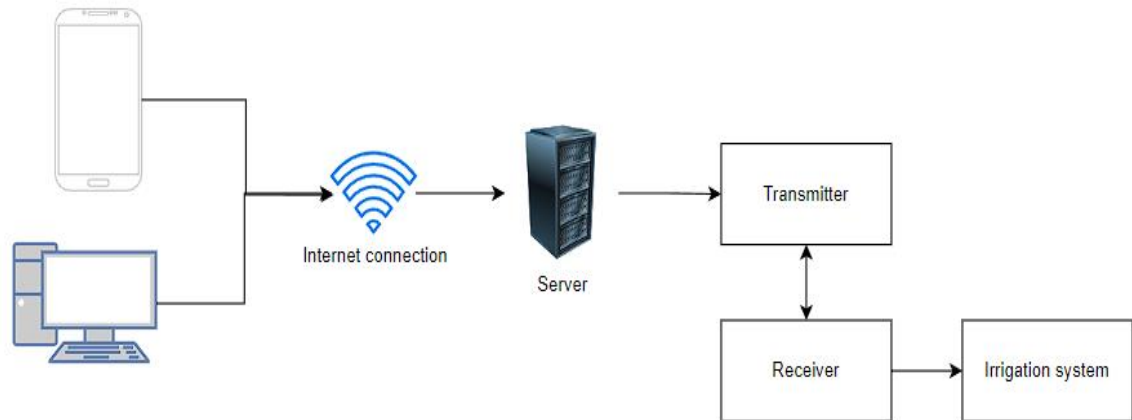 Internet connection
Server
Transmitter
Receiver
Irrigation system